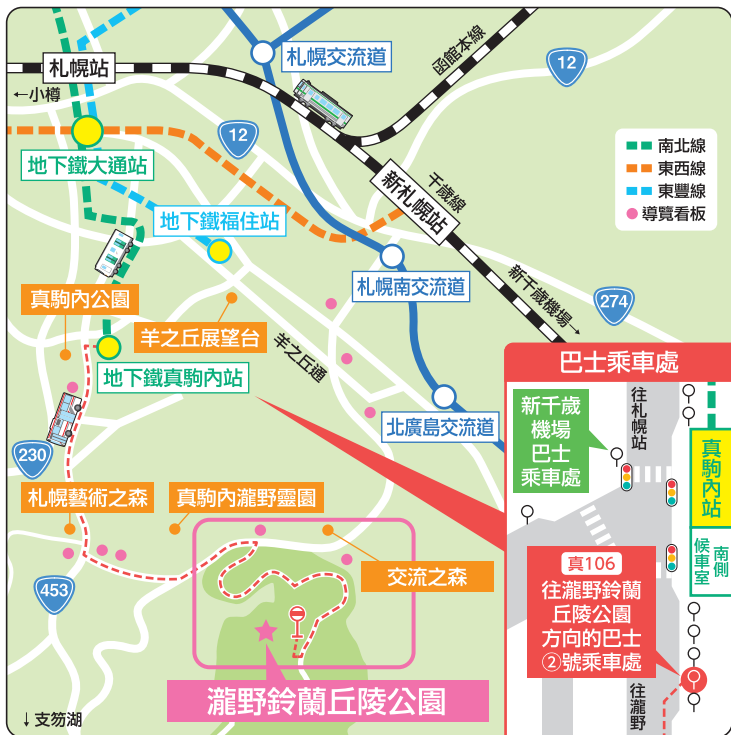 札幌站
←小樽
札幌交流道
函館本線
12
12
地下鐵大通站
南北線
東西線
東豐線
導覽看板
千歲線
新札幌站
地下鐵福住站
札幌南交流道
新千歲機場→
274
真駒內公園
羊之丘展望台
羊之丘通
地下鐵真駒內站
北廣島交流道
230
札幌藝術之森
真駒內瀧野靈園
交流之森
453
瀧野鈴蘭丘陵公園
↓支笏湖
巴士乘車處
往札幌站
新千歲
機場
巴士
乘車處
真駒內站
南側
候車室
真106
往瀧野鈴蘭
丘陵公園
方向的巴士
②號乘車處
往瀧野